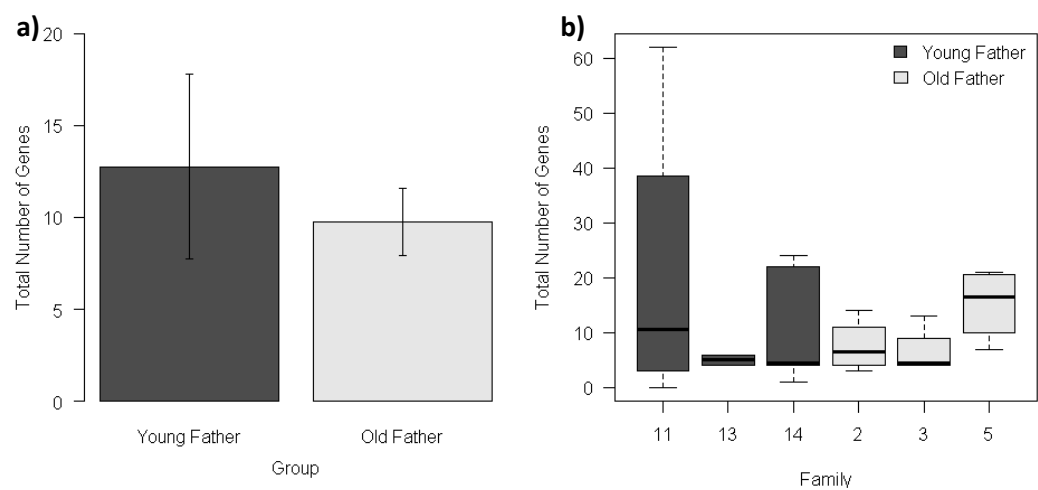 a)
Total Number of Genes
20
15
10
5
0
Young Father
Old Father
Group
b)
Total Number of Genes
60
50
40
30
20
10
0
Young Father
Old Father
11 13 14 2 3 5
Family